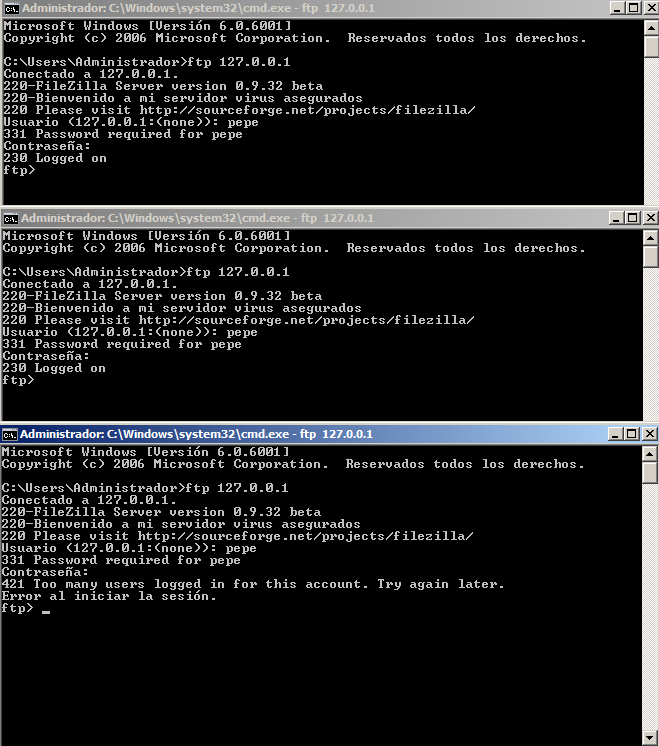 Administrador: C:\Windows\system32\cmd.exe - ftp 127.0.0.1
Microsoft Windows [Versión 6.0.6001]
Copyright (c) 2006 Microsoft Corporation.  Reservados todos los derechos.
C:\Users\Administrador>ftp 127.0.0.1
Conectado a 127.0.0.1.
220-FileZilla Server version 0.9.32 beta
220-Bienvenido a mi servidor virus asegurados
220 Please visit http://sourceforge.net/projects/filezilla/
Usuario (127.0.0.1:(none)): pepe
331 Password required for pepe
Contraseña:
230 Logged on
ftp>
Administrador: C:\Windows\system32\cmd.exe - ftp 127.0.0.1
Microsoft Windows [Versión 6.0.6001]
Copyright (c) 2006 Microsoft Corporation.  Reservados todos los derechos.
C:\Users\Administrador>ftp 127.0.0.1
Conectado a 127.0.0.1.
220-FileZilla Server version 0.9.32 beta
220-Bienvenido a mi servidor virus asegurados
220 Please visit http://sourceforge.net/projects/filezilla/
Usuario (127.0.0.1:(none)): pepe
331 Password required for pepe
Contraseña:
230 Logged on
ftp>
Administrador: C:\Windows\system32\cmd.exe - ftp 127.0.0.1
Microsoft Windows [Versión 6.0.6001]
Copyright (c) 2006 Microsoft Corporation.  Reservados todos los derechos.
C:\Users\Administrador>ftp 127.0.0.1
Conectado a 127.0.0.1.
220-FileZilla Server version 0.9.32 beta
220-Bienvenido a mi servidor virus asegurados
220 Please visit http://sourceforge.net/projects/filezilla/
Usuario (127.0.0.1:(none)): pepe
331 Password required for pepe
Contraseña:
421 Too many users logged in for this account. Try again later.
Error al iniciar la sesión.
ftp> _